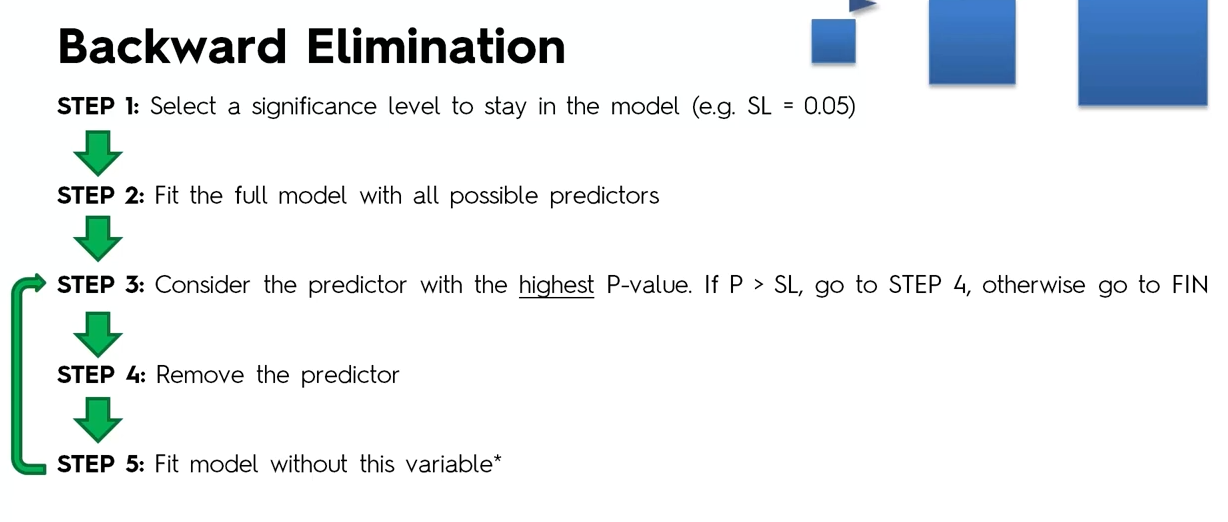 Backward Elimination
STEP 1: Select a significance level to stay in the model (e.g. SL = 0.05)
STEP 2: Fit the full model with all possible predictors
STEP 3: Consider the predictor with the highest P-value. If P > SL, go to STEP 4, otherwise go to FIN
STEP 4: Remove the predictor
STEP 5: Fit model without this variable*